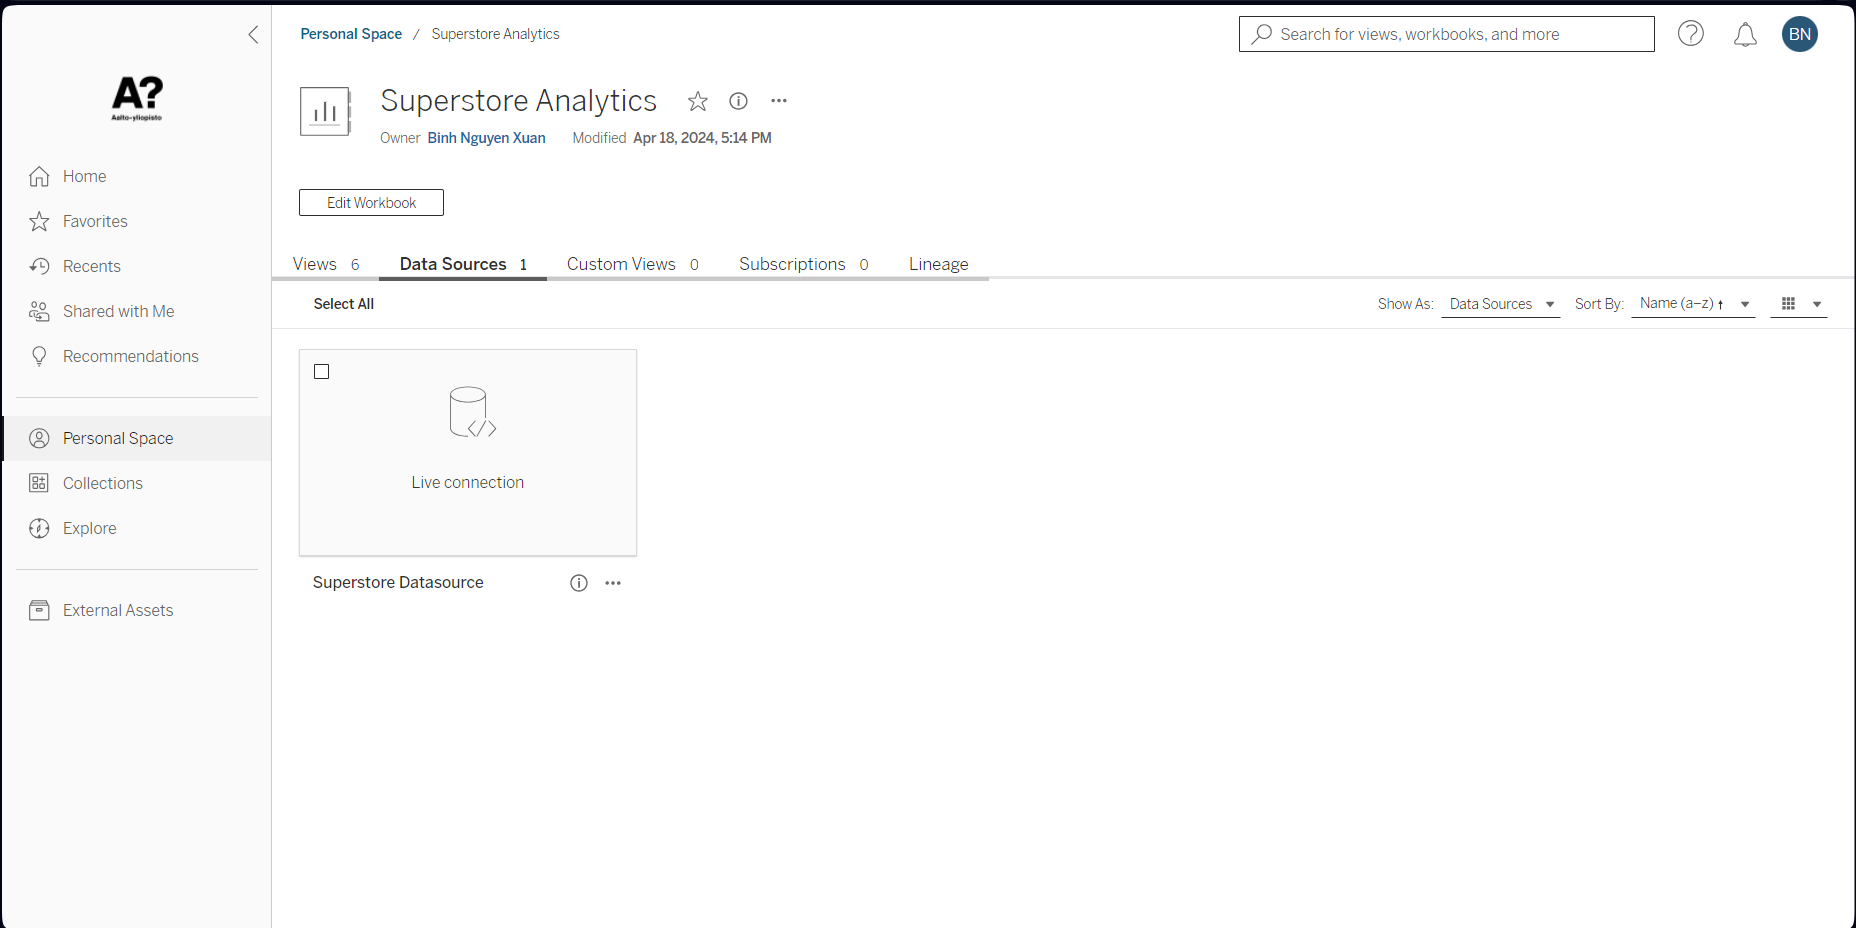 A?
Aalto-yliopisto
Home
Favorites
Recents
Shared with Me
Recommendations
Personal Space
Collections
Explore
External Assets
Personal Space / Superstore Analytics
Search for views, workbooks, and more
BN
Superstore Analytics
Owner Binh Nguyen Xuan Modified Apr 18, 2024, 5:14 PM
Edit Workbook
Views 6 Data Sources 1 Custom Views 0 Subscriptions 0 Lineage
Select All
Show As: Data Sources Sort By: Name (a–z) ↑
Live connection
Superstore Datasource